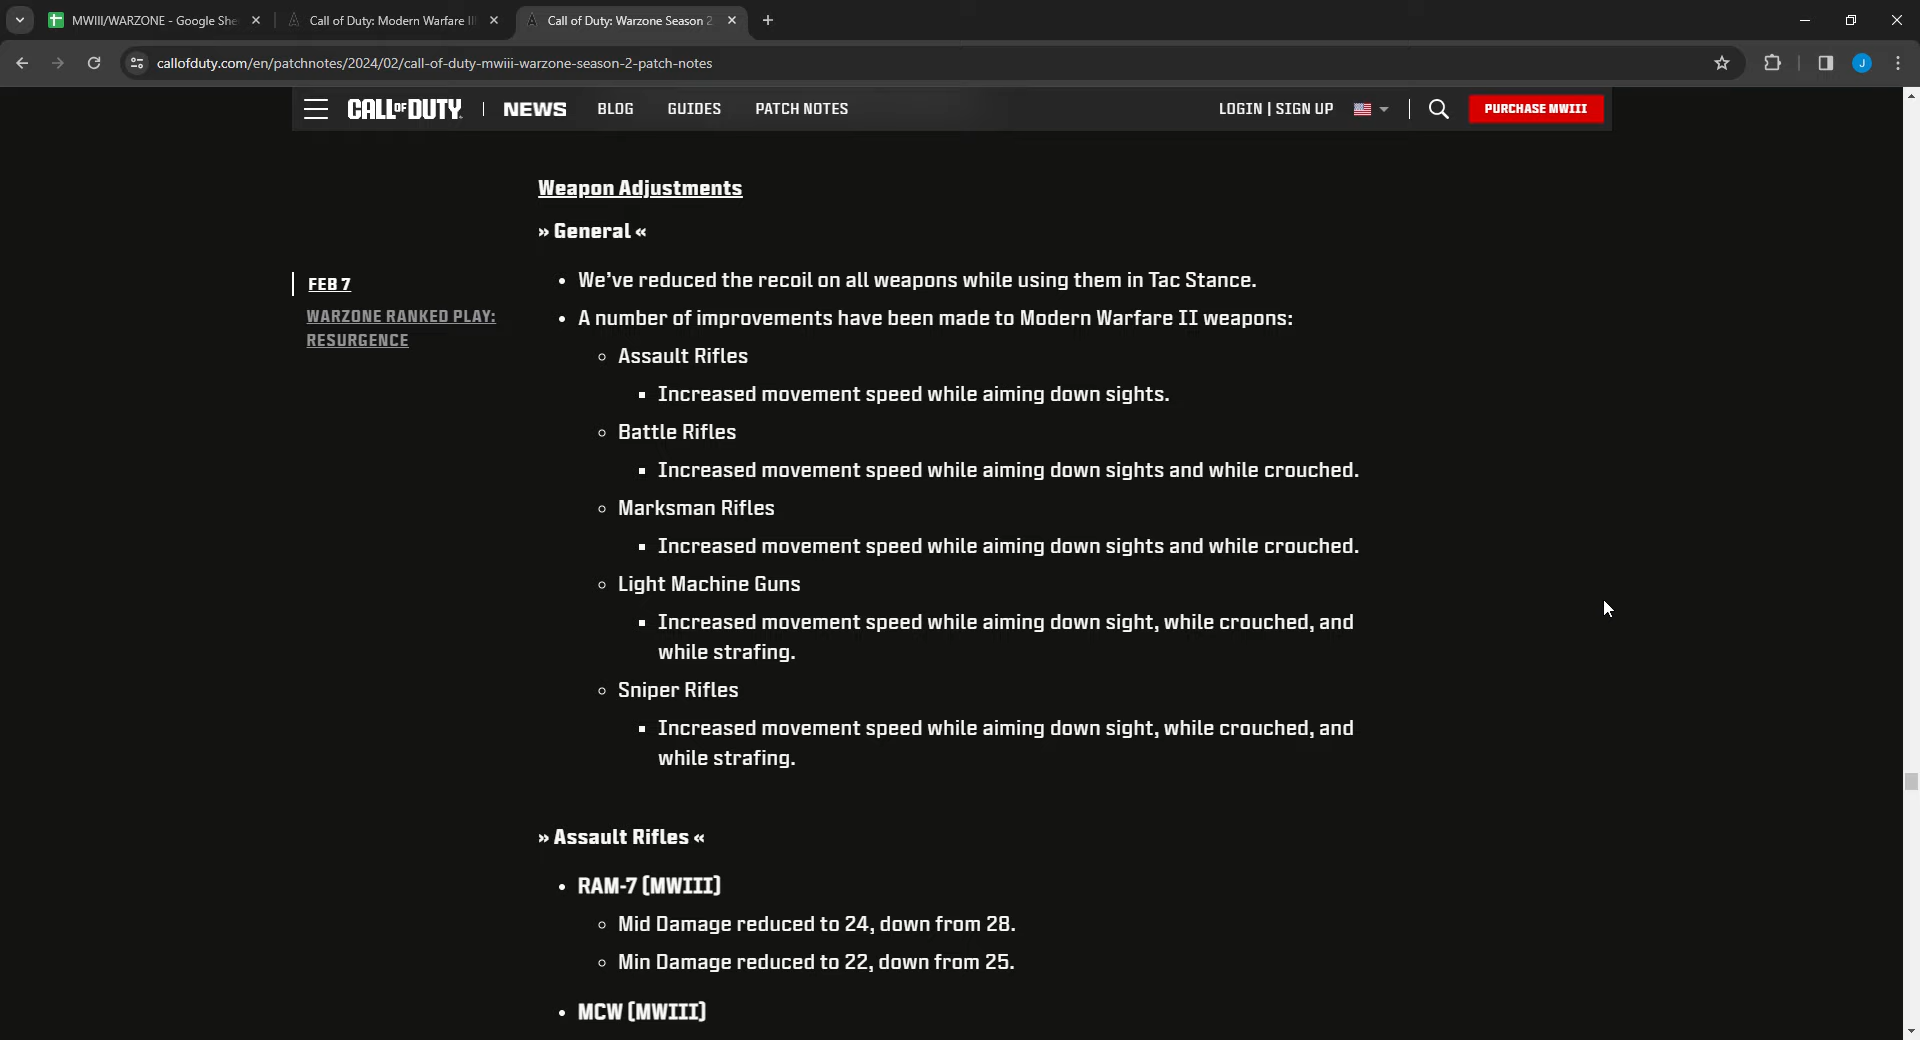 MWIII/WARZONE - Google She
Call of Duty: Modern Warfare III
Call of Duty: Warzone Season 2
callofduty.com/en/patchnotes/2024/02/call-of-duty-mwiii-warzone-season-2-patch-notes
J
CALL OF DUTY | NEWS BLOG GUIDES PATCH NOTES LOGIN | SIGN UP PURCHASE MWIII
Weapon Adjustments
» General «
FEB 7
WARZONE RANKED PLAY:
RESURGENCE
• We’ve reduced the recoil on all weapons while using them in Tac Stance.
• A number of improvements have been made to Modern Warfare II weapons:
○ Assault Rifles
▪ Increased movement speed while aiming down sights.
○ Battle Rifles
▪ Increased movement speed while aiming down sights and while crouched.
○ Marksman Rifles
▪ Increased movement speed while aiming down sights and while crouched.
○ Light Machine Guns
▪ Increased movement speed while aiming down sight, while crouched, and
while strafing.
○ Sniper Rifles
▪ Increased movement speed while aiming down sight, while crouched, and
while strafing.
» Assault Rifles «
• RAM-7 (MWIII)
○ Mid Damage reduced to 24, down from 28.
○ Min Damage reduced to 22, down from 25.
• MCW (MWIII)